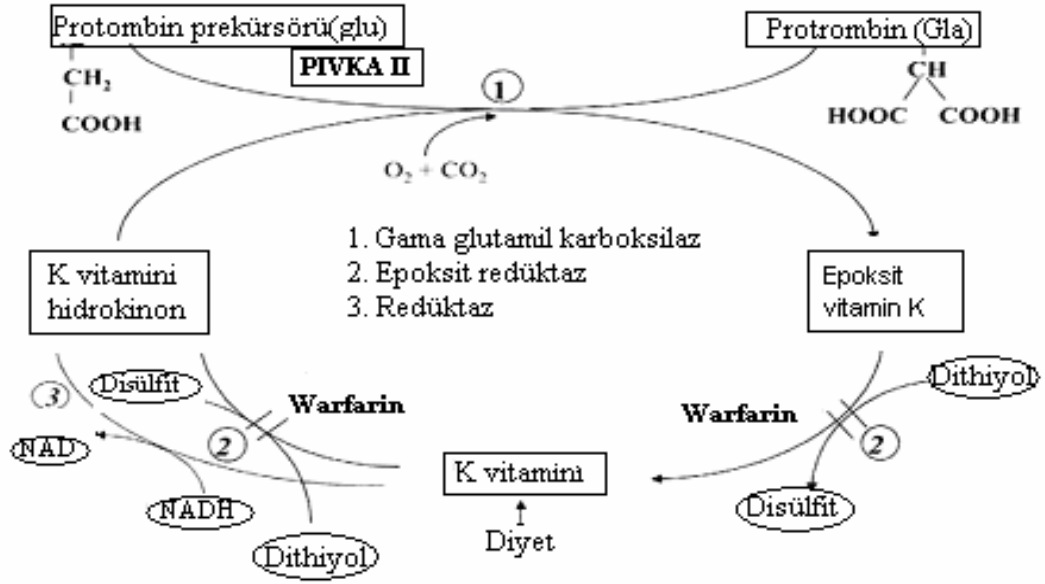 Protombin prekürsörü(glu)
PIVKA II
CH2
COOH
1
Protrombin (Gla)
CH
HOOC COOH
O2 + CO2
1. Gama glutamil karboksilaz
2. Epoksit redüktaz
3. Redüktaz
K vitamini
hidrokinon
Epoksit
vitamin K
3
Disülfit
Warfarin
2
NAD
NADH
Dithiyol
K vitamini
Diyet
Warfarin
Dithiyol
2
Disülfit